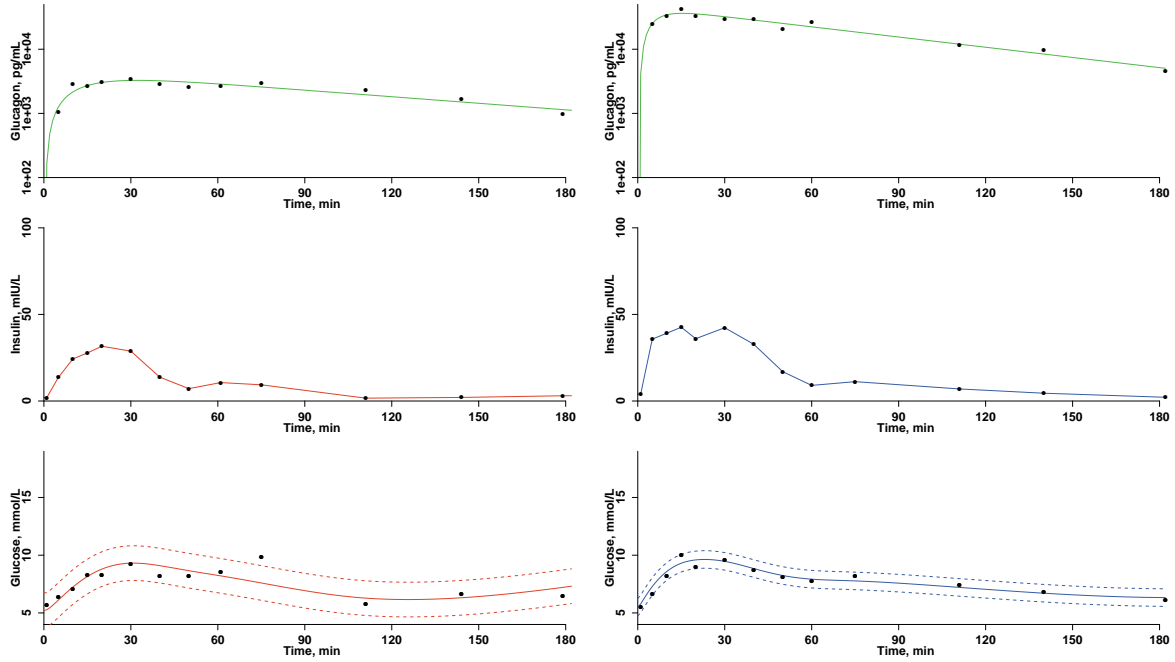 Glucagon, pg/mL
1e+04
1e+03
1e+02
0 30 60 90 120 150 180
Time, min
Glucagon, pg/mL
1e+04
1e+03
1e+02
0 30 60 90 120 150 180
Time, min
Insulin, mIU/L
100
50
0
0 30 60 90 120 150 180
Time, min
Insulin, mIU/L
100
50
0
0 30 60 90 120 150 180
Time, min
Glucose, mmol/L
15
10
5
0 30 60 90 120 150 180
Time, min
Glucose, mmol/L
15
10
5
0 30 60 90 120 150 180
Time, min